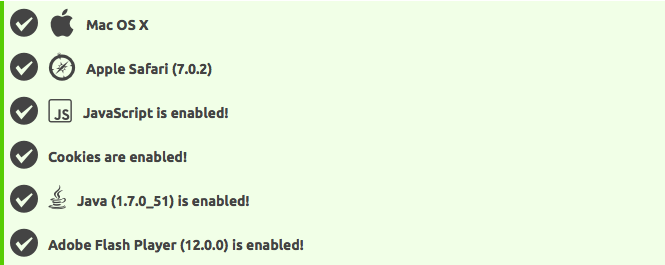 Mac OS X
Apple Safari (7.0.2)
JS JavaScript is enabled!
Cookies are enabled!
Java (1.7.0_51) is enabled!
Adobe Flash Player (12.0.0) is enabled!